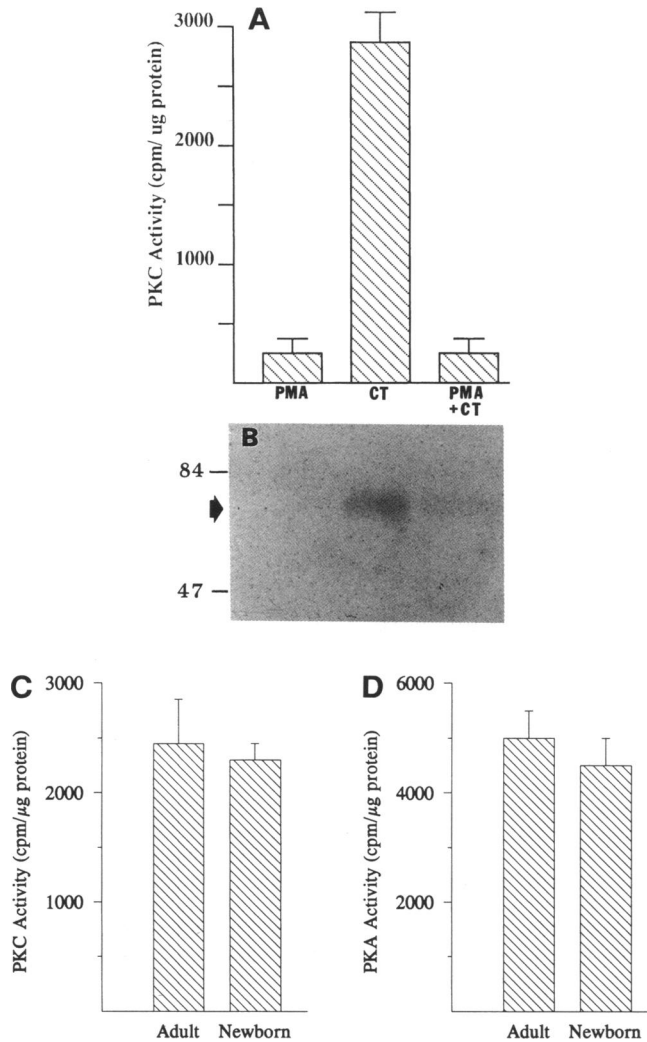 A
3000
2000
1000
PKC Activity (cpm/ ug protein)
PMA CT PMA
+CT
B
84
47
C
3000
2000
1000
PKC Activity (cpm/µg protein)
Adult Newborn
D
6000
4000
2000
PKA Activity (cpm/µg protein)
Adult Newborn